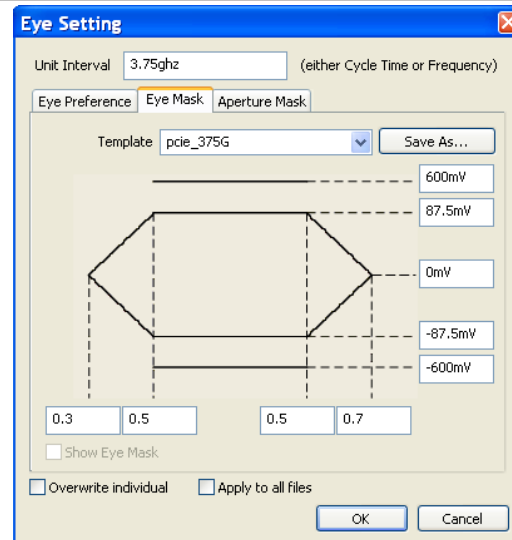 Eye Setting
Unit Interval 3.75ghz (either Cycle Time or Frequency)
Eye Preference Eye Mask Aperture Mask
Template pcie_375G Save As...
600mV
87.5mV
0mV
-87.5mV
-600mV
0.3 0.5 0.5 0.7
Show Eye Mask
Overwrite individual Apply to all files
OK Cancel